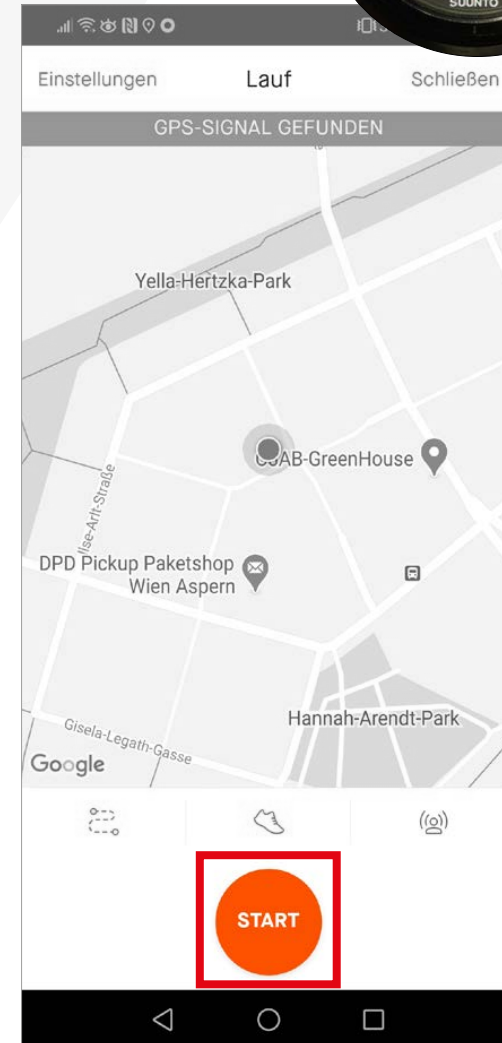 SUUNTO
Einstellungen Lauf Schließen
GPS-SIGNAL GEFUNDEN
Yella-Hertzka-Park
AB-GreenHouse
Ilse-Arlt-Straße
DPD Pickup Paketshop
Wien Aspern
Hannah-Arendt-Park
Gisela-Legath-Gasse
Google
START